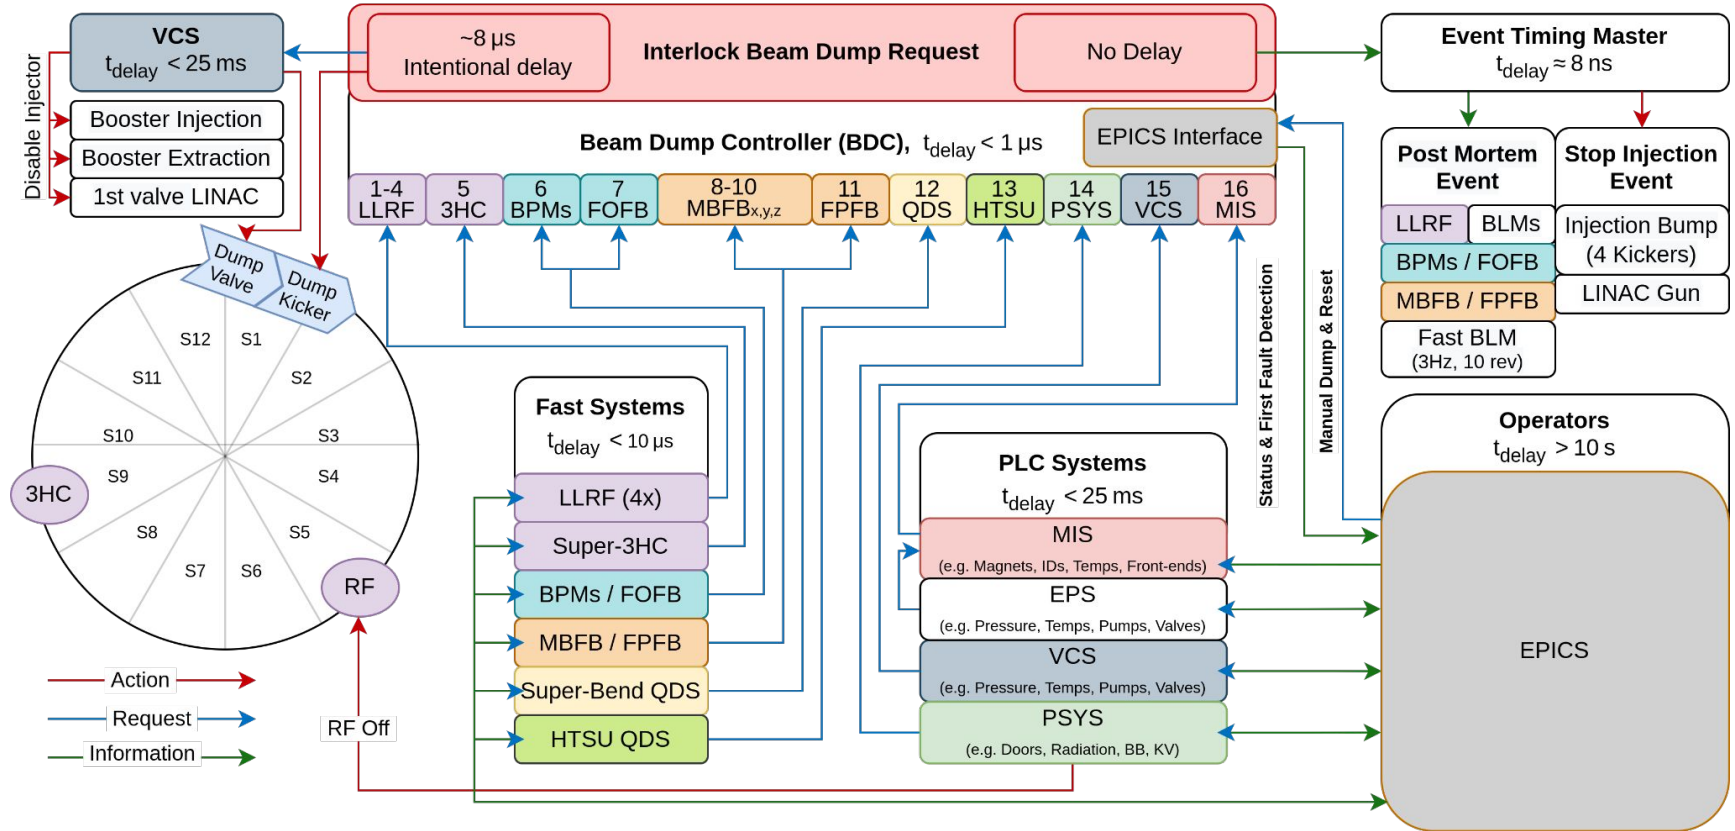 VCS
tdelay < 25 ms
Disable Injector
Booster Injection
Booster Extraction
1st valve LINAC
~8 µs
Intentional delay
Interlock Beam Dump Request
No Delay
Beam Dump Controller (BDC), tdelay < 1 µs
EPICS Interface
1-4
LLRF
5
3HC
6
BPMs
7
FOFB
8-10
MBFBx,y,z
11
FPFB
12
QDS
13
HTSU
14
PSYS
15
VCS
16
MIS
Event Timing Master
tdelay ≈ 8 ns
Post Mortem
Event
LLRF
BLMs
BPMs / FOFB
MBFB / FPFB
Fast BLM
(3Hz, 10 rev)
Stop Injection
Event
Injection Bump
(4 Kickers)
LINAC Gun
Dump
Valve
Dump
Kicker
S12
S1
S11
S2
S10
S3
S9
S4
S8
S5
S7
S6
3HC
RF
Action
Request
Information
RF Off
Fast Systems
tdelay < 10 µs
LLRF (4x)
Super-3HC
BPMs / FOFB
MBFB / FPFB
Super-Bend QDS
HTSU QDS
PLC Systems
tdelay < 25 ms
MIS
(e.g. Magnets, IDs, Temps, Front-ends)
EPS
(e.g. Pressure, Temps, Pumps, Valves)
VCS
(e.g. Pressure, Temps, Pumps, Valves)
PSYS
(e.g. Doors, Radiation, BB, KV)
Status & First Fault Detection
Manual Dump & Reset
Operators
tdelay > 10 s
EPICS